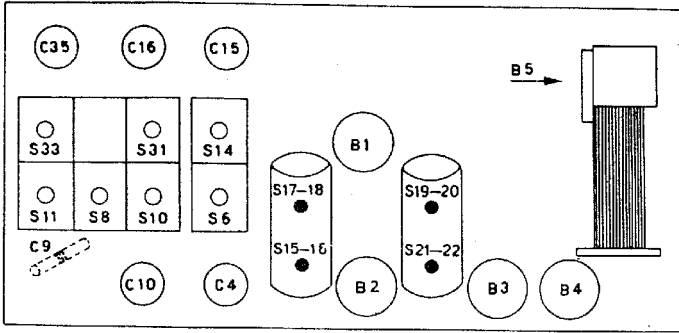 C35
C16
C15
B5
B1
S33
S31
S14
S17-18
S19-20
S11
S8
S10
S6
C9
S15-16
S21-22
C10
C4
B2
B3
B4